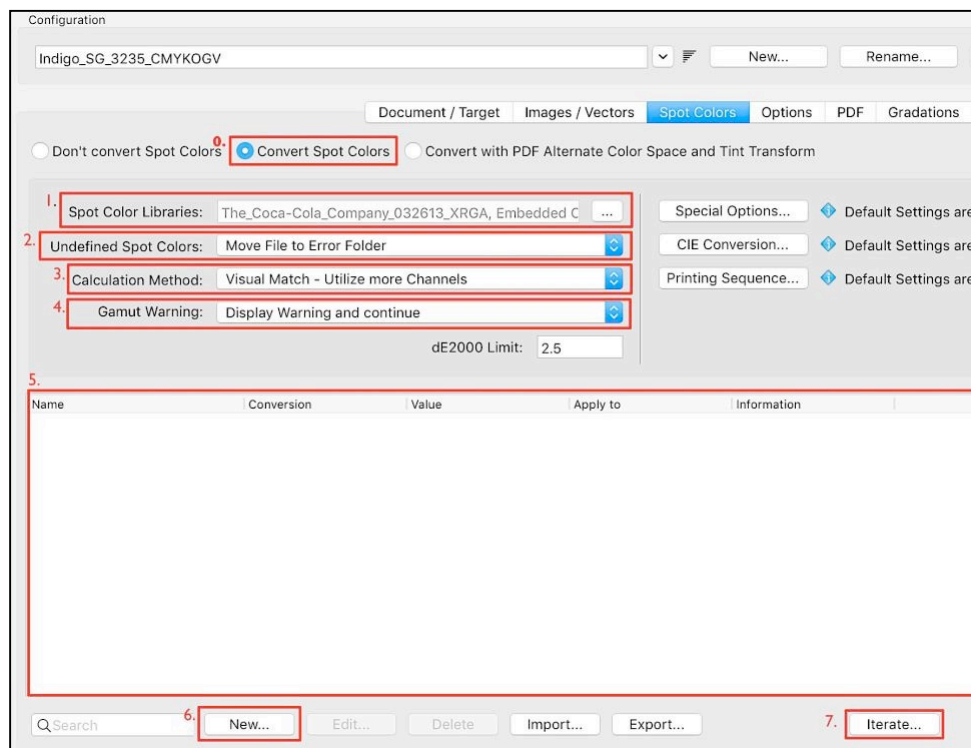 Configuration
Indigo_SG_3235_CMYKOGV New... Rename...
Document / Target Images / Vectors Spot Colors Options PDF Gradations
Don't convert Spot Colors 0. Convert Spot Colors Convert with PDF Alternate Color Space and Tint Transform
1. Spot Color Libraries: The_Coca-Cola_Company_032613_XRGA, Embedded C ... Special Options... Default Settings are
2. Undefined Spot Colors: Move File to Error Folder CIE Conversion... Default Settings are
3. Calculation Method: Visual Match - Utilize more Channels Printing Sequence... Default Settings are
4. Gamut Warning: Display Warning and continue
dE2000 Limit: 2.5
5.
Name Conversion Value Apply to Information
Search 6. New... Edit... Delete Import... Export... 7. Iterate...